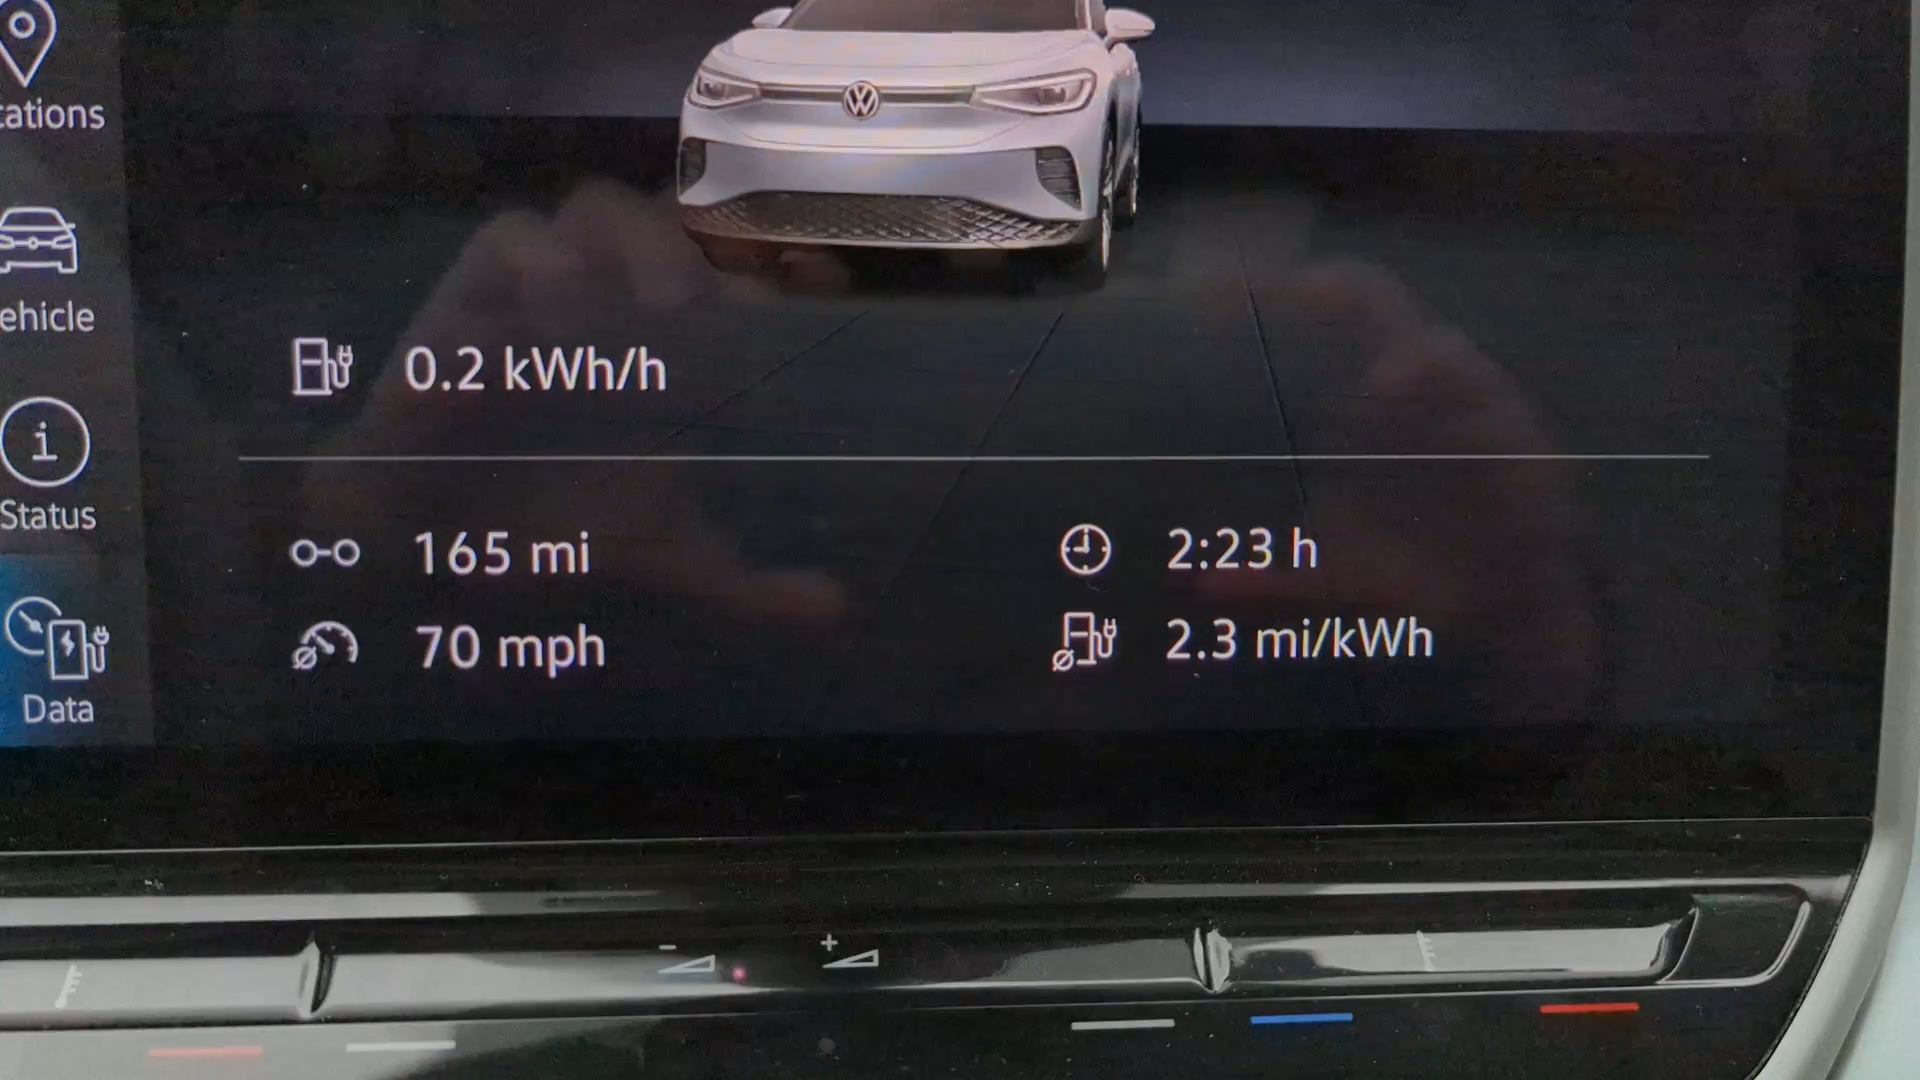 cations
ehicle
Status
Data
0.2 kWh/h
165 mi
2:23 h
70 mph
2.3 mi/kWh